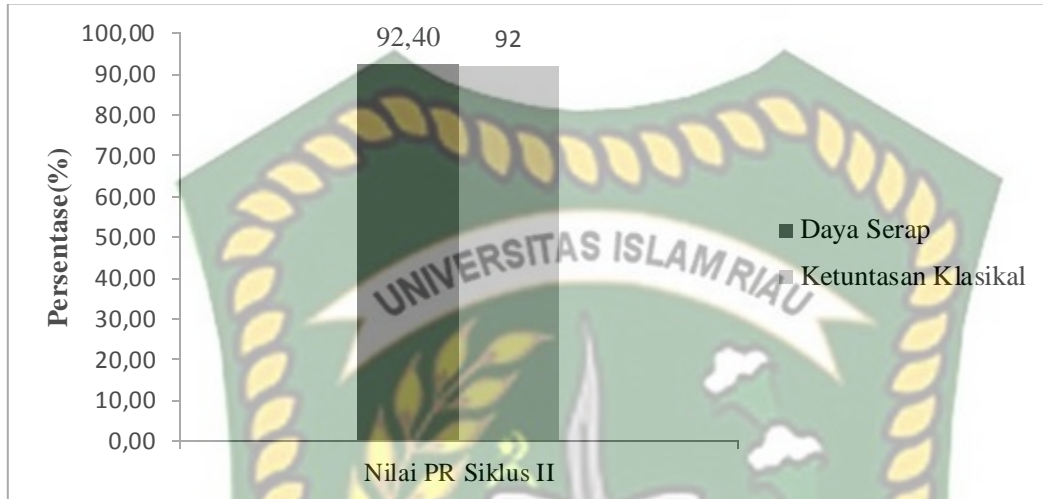 100,00
90,00
80,00
70,00
60,00
50,00
40,00
30,00
20,00
10,00
0,00
Persentase(%)
92,40
92
UNIVERSITAS ISLAM RIAU
Daya Serap
Ketuntasan Klasikal
Nilai PR Siklus II